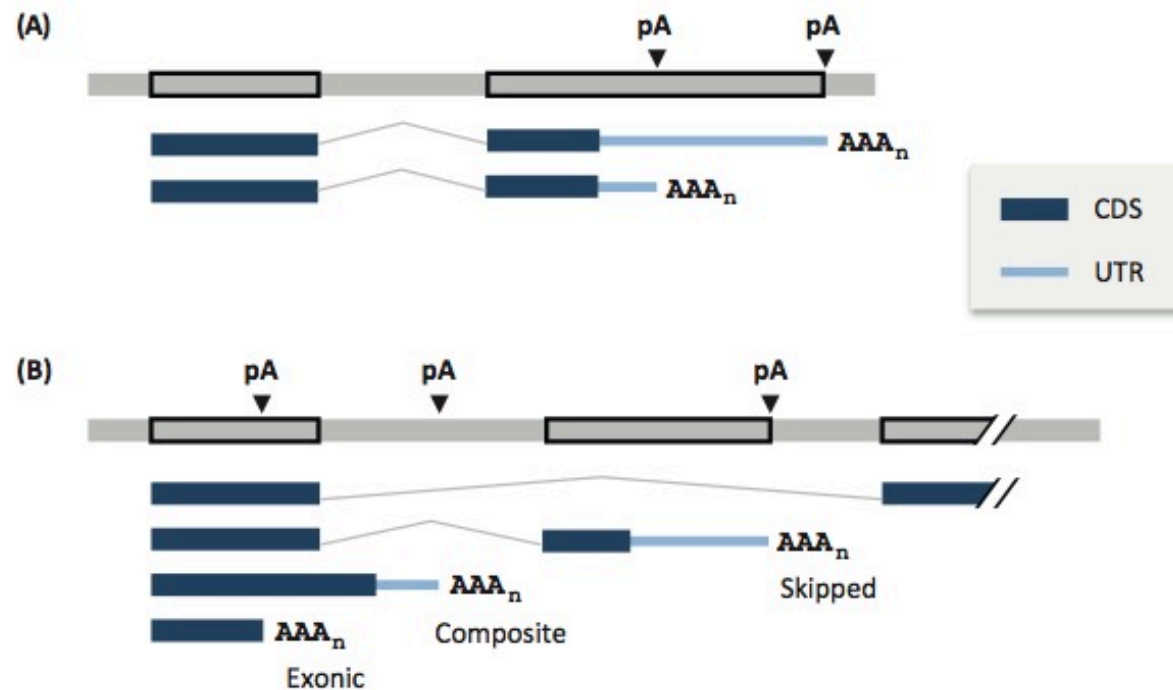 (A) pA pA
AAAn
AAAn
CDS
UTR
(B) pA pA pA
AAAn
Skipped
AAAn
Composite
AAAn
Exonic